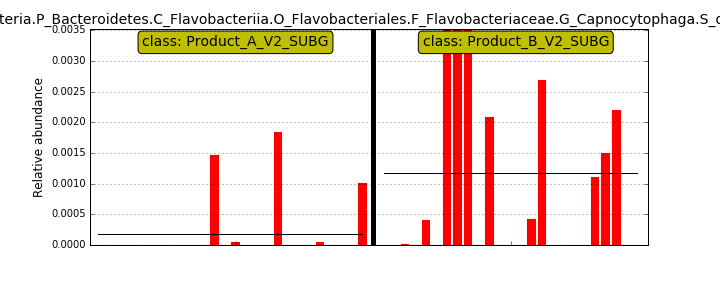 teria.P_Bacteroidetes.C_Flavobacteriia.O_Flavobacteriales.F_Flavobacteriaceae.G_Capnocytophaga.S_
class: Product_A_V2_SUBG
class: Product_B_V2_SUBG
Relative abundance
0.0035
0.0030
0.0025
0.0020
0.0015
0.0010
0.0005
0.0000